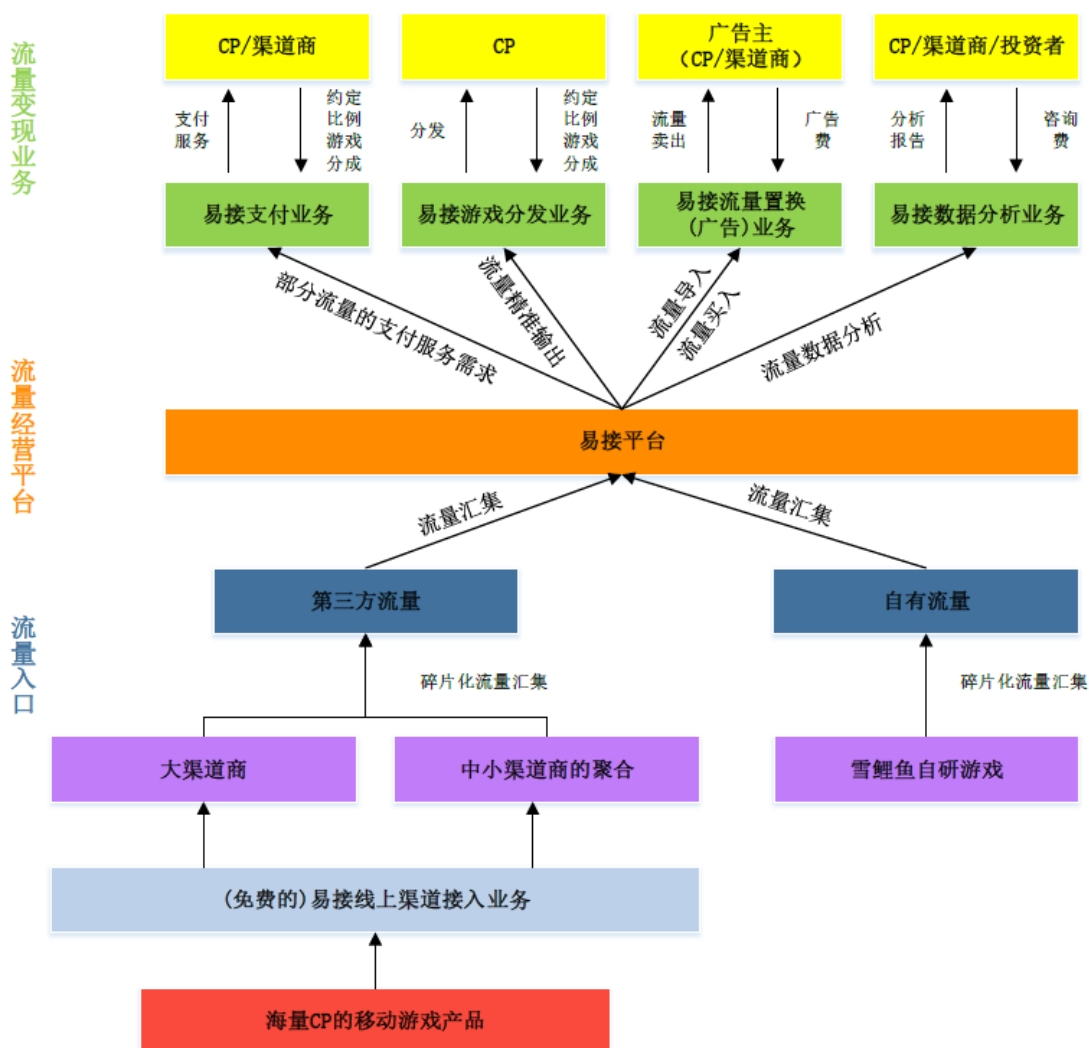 流量变现业务
CP/渠道商
CP
广告主
（CP/渠道商）
CP/渠道商/投资者
支付
服务
约定
比例
游戏
分成
分发
约定
比例
游戏
分成
流量
卖出
广告
费
分析
报告
咨询
费
易接支付业务
易接游戏分发业务
易接流量置换
(广告)业务
易接数据分析业务
部分流量的支付服务需求
流量精准输出
流量导入
流量买入
流量数据分析
流量经营平台
易接平台
流量汇集
流量汇集
流量入口
第三方流量
自有流量
碎片化流量汇集
碎片化流量汇集
大渠道商
中小渠道商的聚合
雪鲤鱼自研游戏
(免费的)易接线上渠道接入业务
海量CP的移动游戏产品